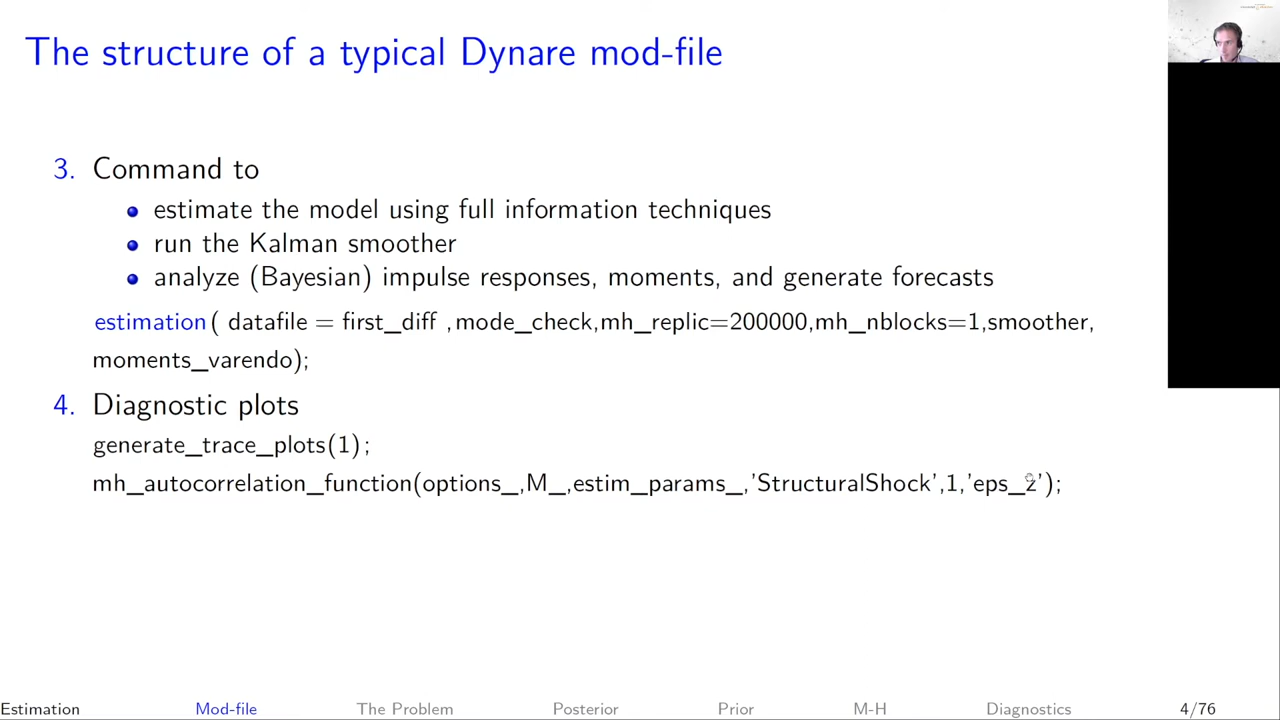 The structure of a typical Dynare mod-file
3. Command to
estimate the model using full information techniques
run the Kalman smoother
analyze (Bayesian) impulse responses, moments, and generate forecasts
estimation( datafile = first_diff ,mode_check,mh_replic=200000,mh_nblocks=1,smoother,
moments_varendo);
4. Diagnostic plots
generate_trace_plots(1);
mh_autocorrelation_function(options_,M_,estim_params_,'StructuralShock',1,'eps_z');
Estimation Mod-file The Problem Posterior Prior M-H Diagnostics 4/76